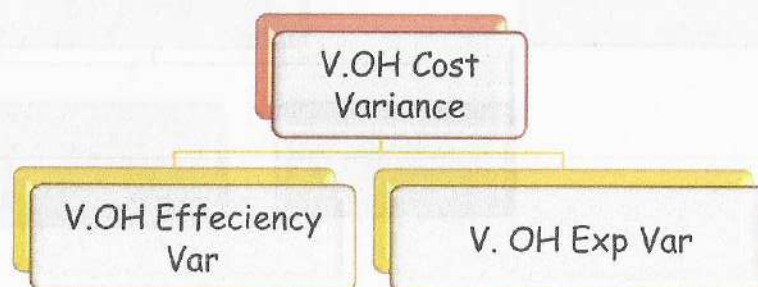 V.OH Cost
Variance
V.OH Effeciency
Var
V. OH Exp Var